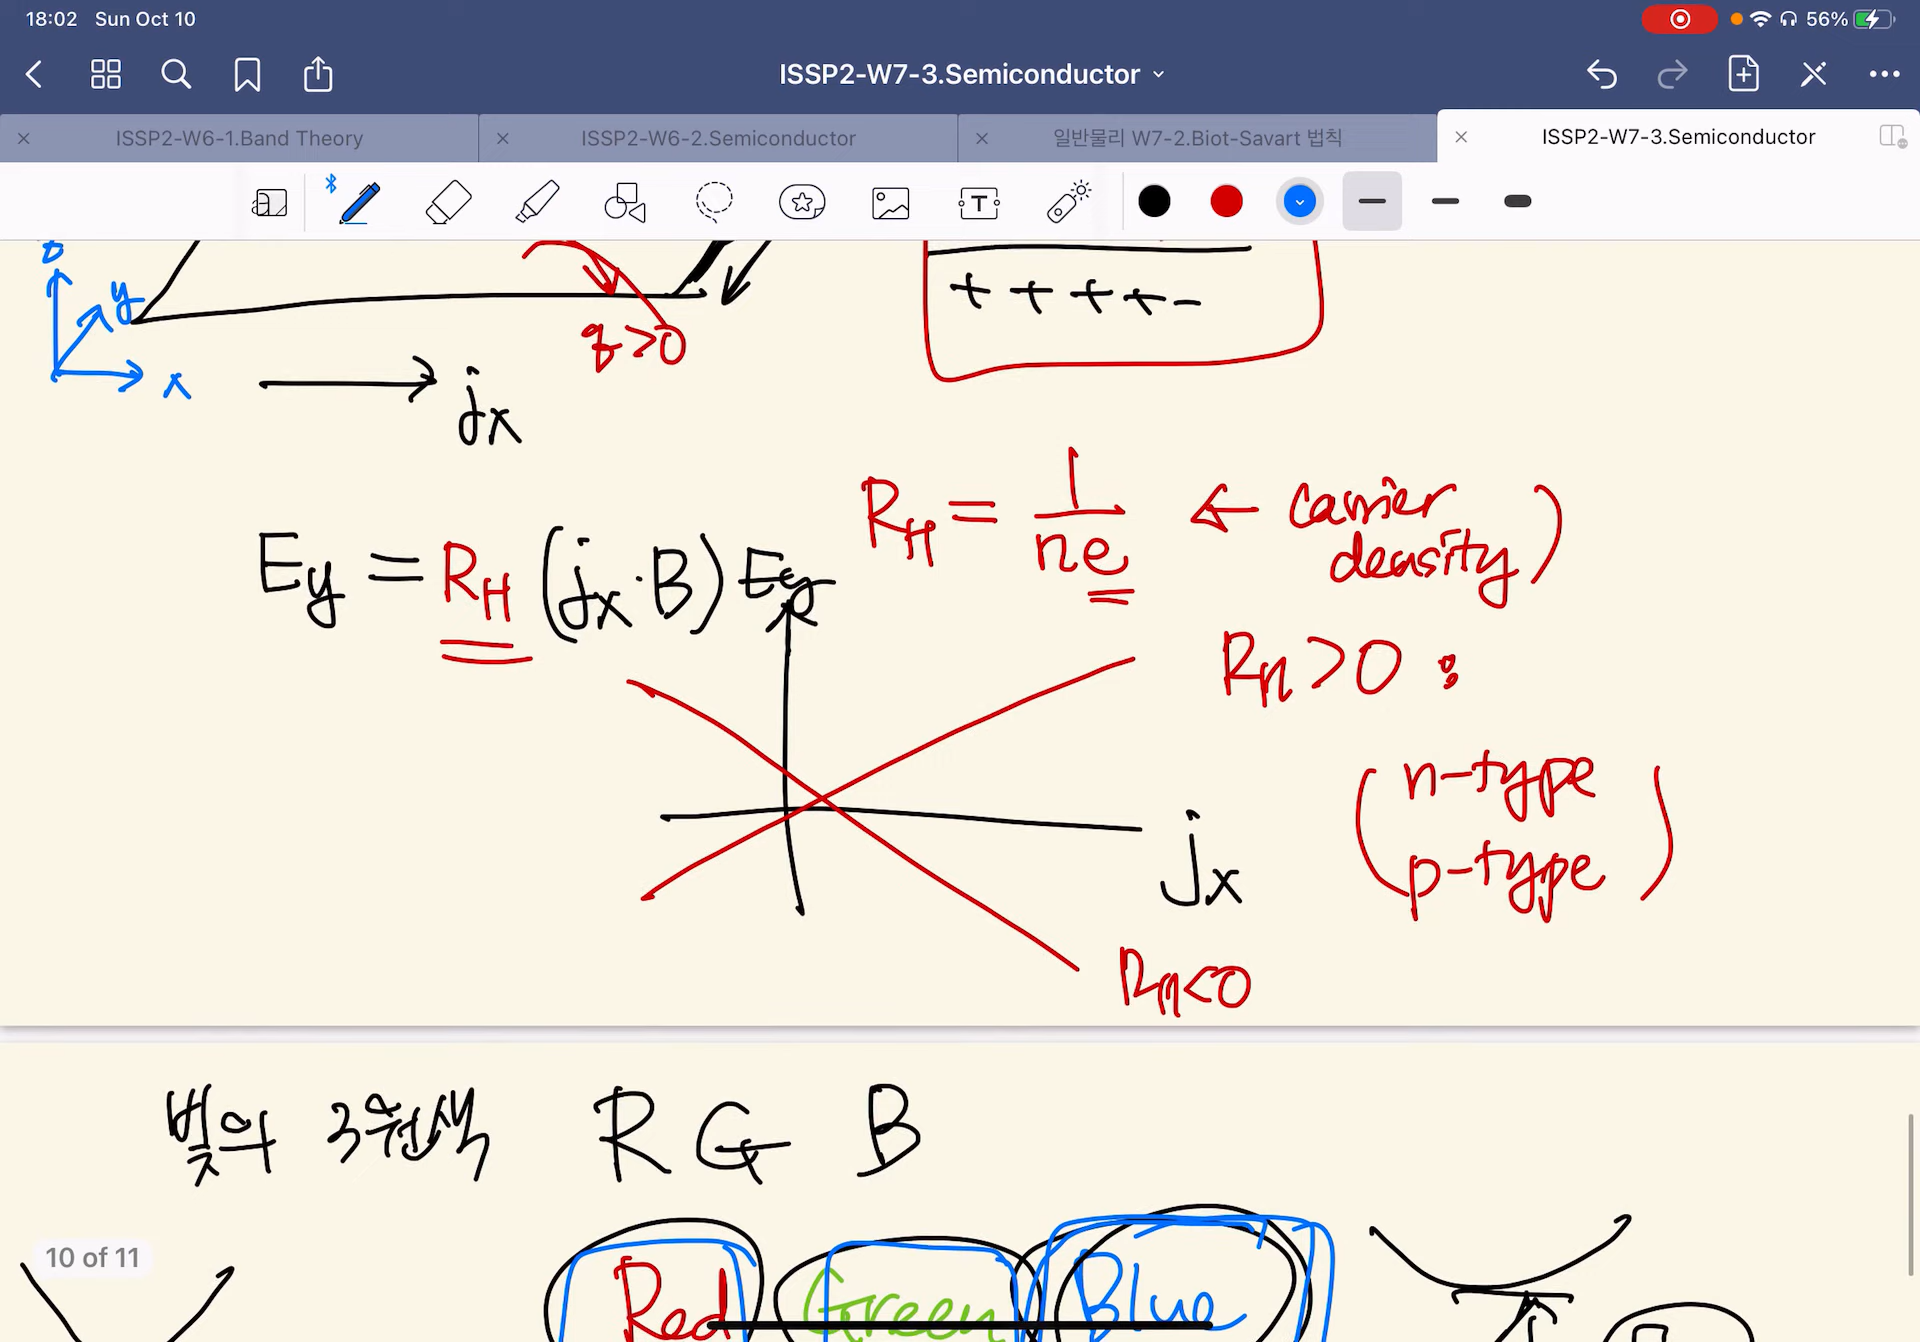 18:02 Sun Oct 10
56%
ISSP2-W7-3.Semiconductor
ISSP2-W6-1.Band Theory
ISSP2-W6-2.Semiconductor
일반물리 W7-2.Biot-Savart 법칙
ISSP2-W7-3.Semiconductor
T
y
x
q>0
+ + + + -
jx
Ey = RH (jx·B)
RH = 1/ne ← carrier density)
Ey
RH>0 :
(n-type
p-type)
jx
RH<0
빛의 3원색 R G B
10 of 11
Red Green Blue